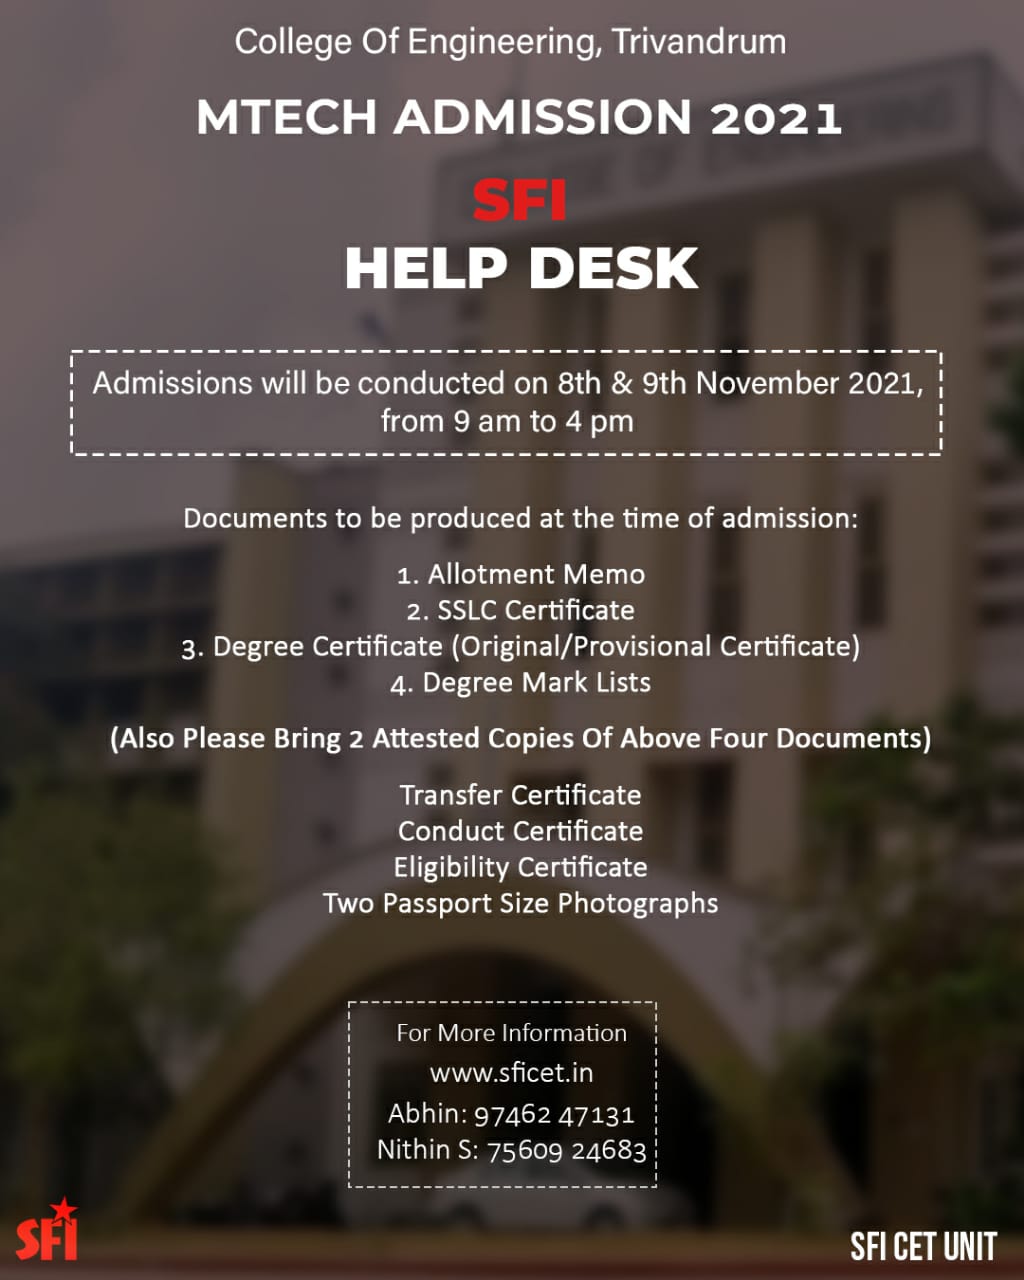 College Of Engineering, Trivandrum
MTECH ADMISSION 2021
SFI
HELP DESK
Admissions will be conducted on 8th & 9th November 2021,
from 9 am to 4 pm
Documents to be produced at the time of admission:
1. Allotment Memo
2. SSLC Certificate
3. Degree Certificate (Original/Provisional Certificate)
4. Degree Mark Lists
(Also Please Bring 2 Attested Copies Of Above Four Documents)
Transfer Certificate
Conduct Certificate
Eligibility Certificate
Two Passport Size Photographs
For More Information
www.sficet.in
Abhin: 97462 47131
Nithin S: 75609 24683
SFI
SFI CET UNIT